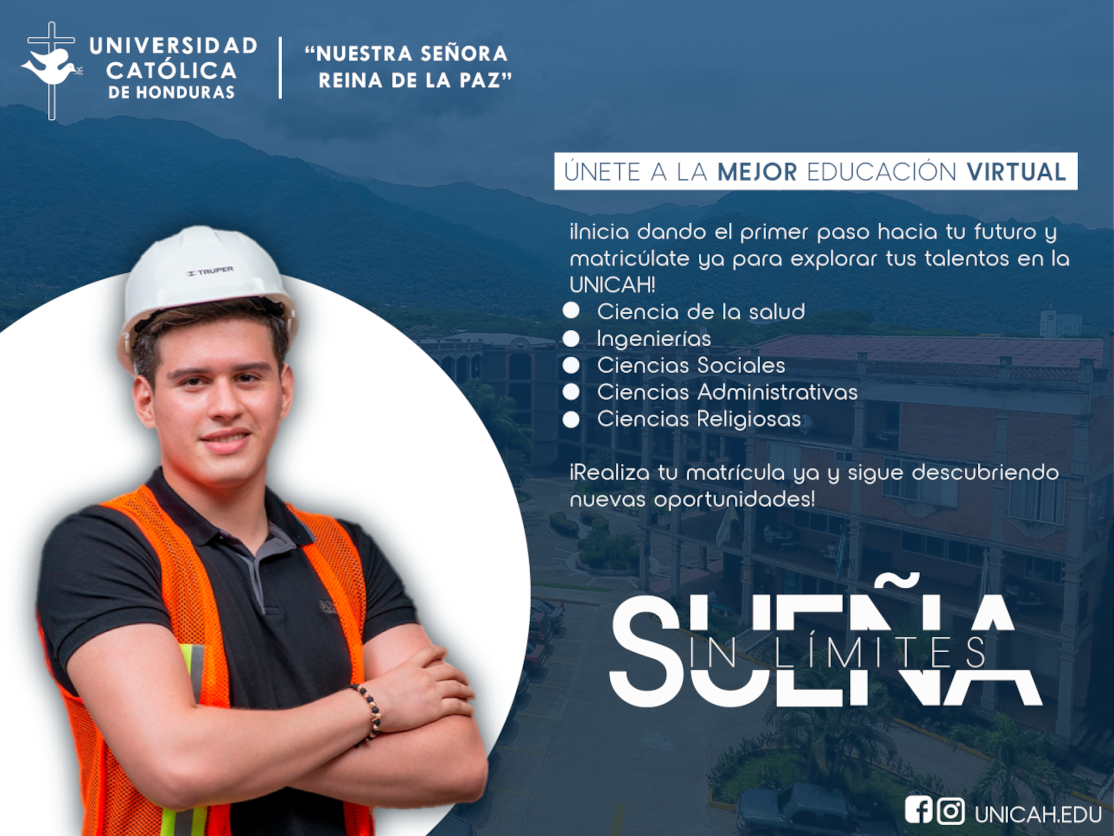 UNIVERSIDAD
CATÓLICA
DE HONDURAS
“NUESTRA SEÑORA
REINA DE LA PAZ”
ÚNETE A LA MEJOR EDUCACIÓN VIRTUAL
¡Inicia dando el primer paso hacia tu futuro y
matricúlate ya para explorar tus talentos en la
UNICAH!
Ciencia de la salud
Ingenierías
Ciencias Sociales
Ciencias Administrativas
Ciencias Religiosas
¡Realiza tu matrícula ya y sigue descubriendo
nuevas oportunidades!
TRUPER
SUEÑA
SIN LÍMITES
UNICAH.EDU